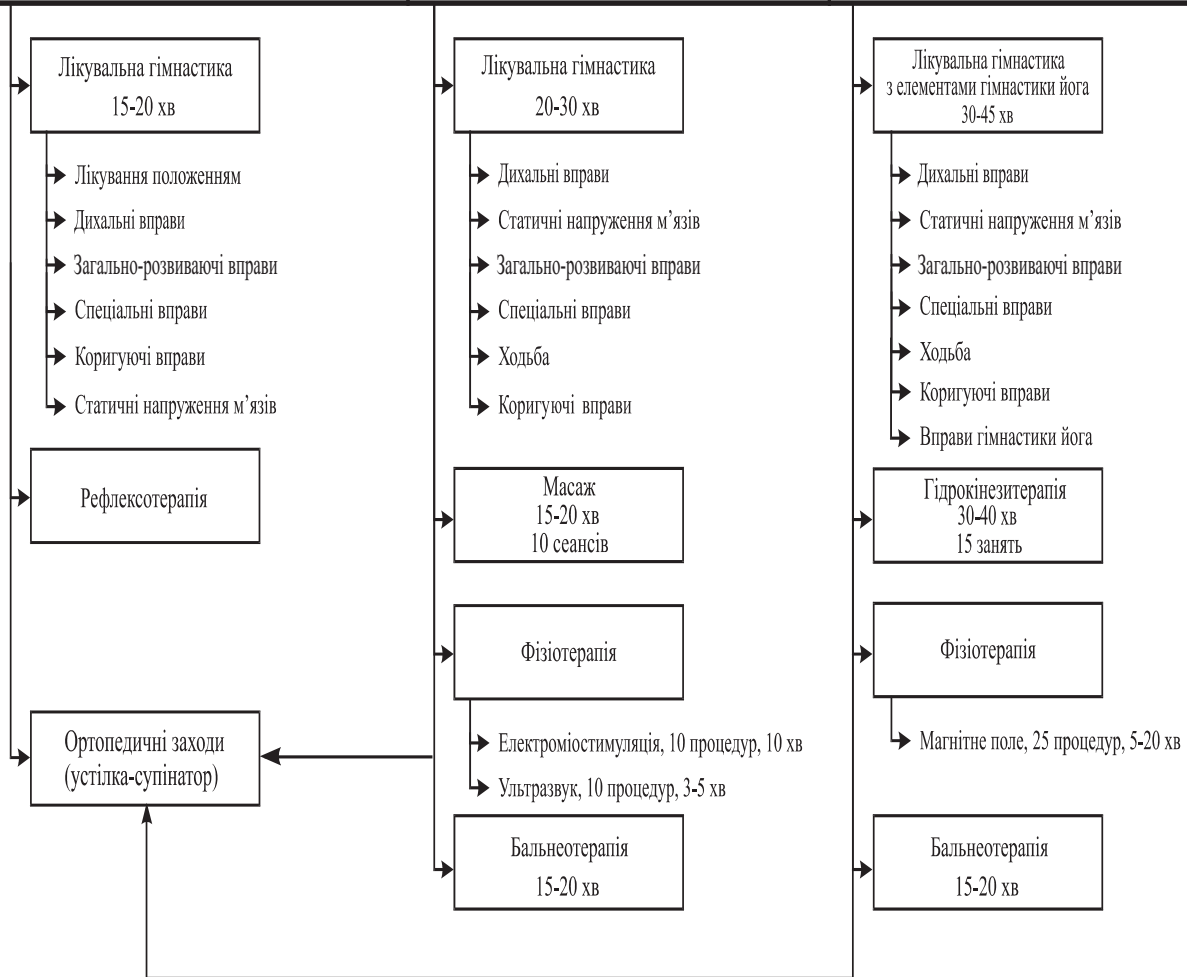 Лікувальна гімнастика
15-20 хв
Лікування положенням
Дихальні вправи
Загально-розвиваючі вправи
Спеціальні вправи
Коригуючі вправи
Статичні напруження м’язів
Рефлексотерапія
Ортопедичні заходи
(устілка-супінатор)
Лікувальна гімнастика
20-30 хв
Дихальні вправи
Статичні напруження м’язів
Загально-розвиваючі вправи
Спеціальні вправи
Ходьба
Коригуючі вправи
Масаж
15-20 хв
10 сеансів
Фізіотерапія
Електроміостимуляція, 10 процедур, 10 хв
Ультразвук, 10 процедур, 3-5 хв
Бальнеотерапія
15-20 хв
Лікувальна гімнастика
з елементами гімнастики йога
30-45 хв
Дихальні вправи
Статичні напруження м’язів
Загально-розвиваючі вправи
Спеціальні вправи
Ходьба
Коригуючі вправи
Вправи гімнастики йога
Гідрокінезитерапія
30-40 хв
15 занять
Фізіотерапія
Магнітне поле, 25 процедур, 5-20 хв
Бальнеотерапія
15-20 хв